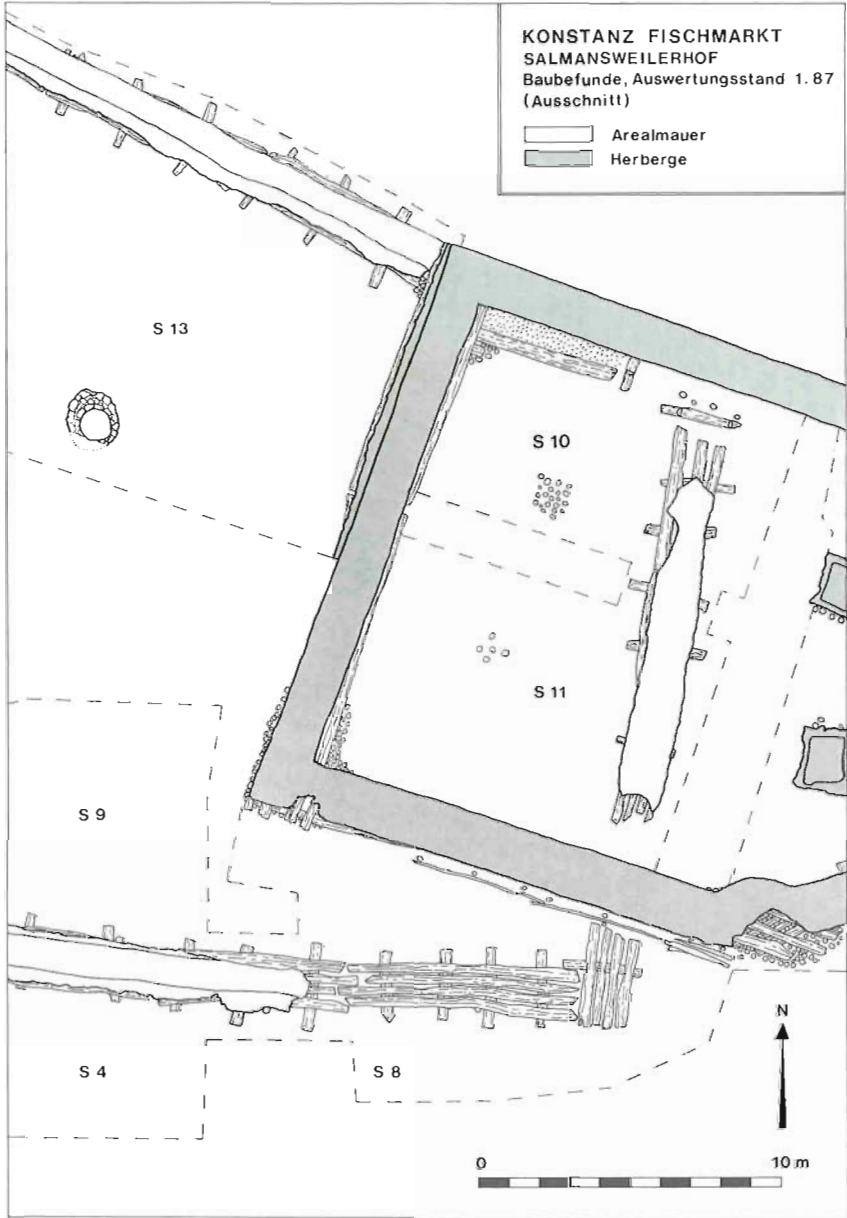 KONSTANZ FISCHMARKT
SALMANSWEILERHOF
Baubefunde, Auswertungsstand 1.87
(Ausschnitt)
Arealmauer
Herberge
S 13
S 10
S 11
S 9
S 4
S 8
N
0 10 m